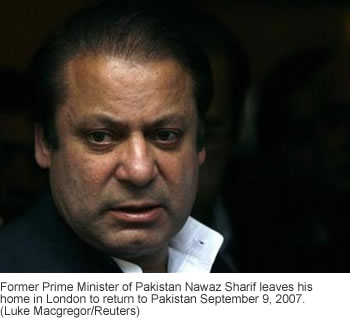 Former Prime Minister of Pakistan Nawaz Sharif leaves his
home in London to return to Pakistan September 9, 2007.
(Luke Macgregor/Reuters)